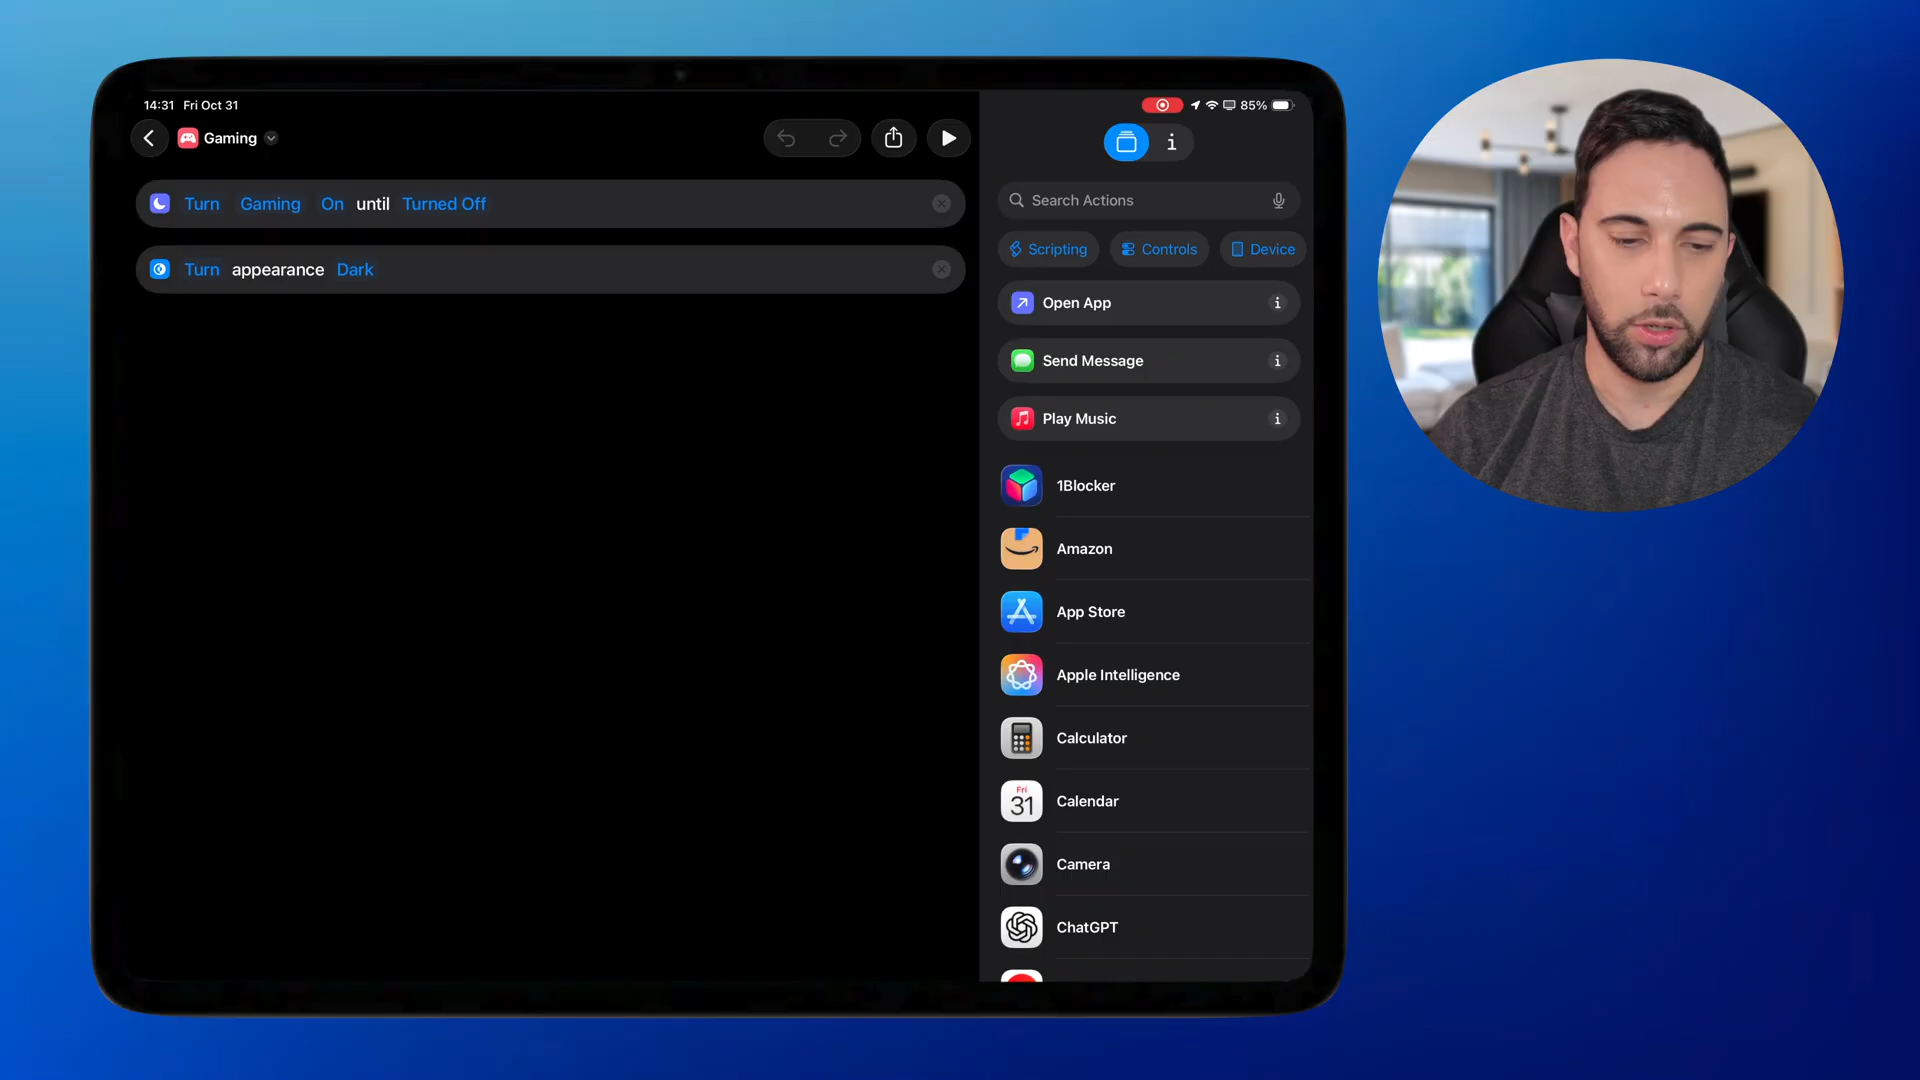 14:31 Fri Oct 31
85%
Gaming
Turn Gaming On until Turned Off
Turn appearance Dark
Search Actions
Scripting Controls Device
Open App
Send Message
Play Music
1Blocker
Amazon
App Store
Apple Intelligence
Calculator
Fri
31
Calendar
Camera
ChatGPT